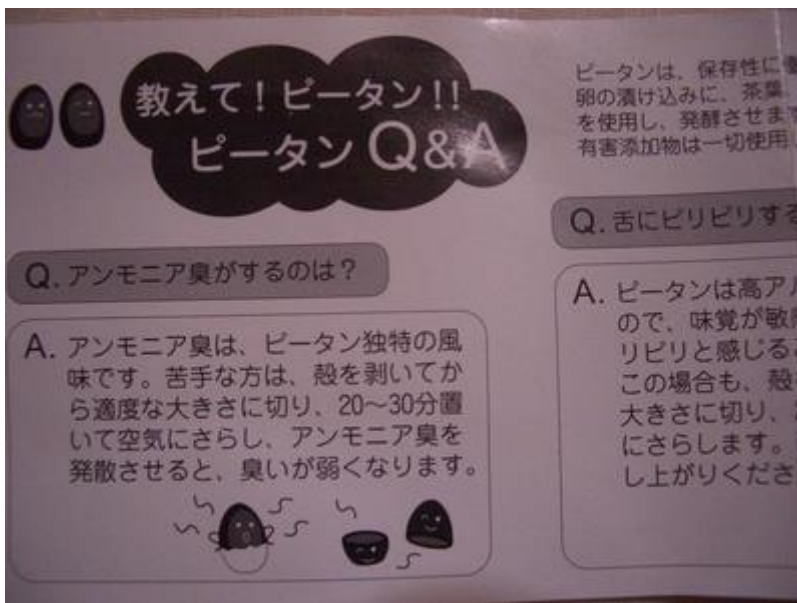 教えて！ピータン!!
ピータン Q&A
Q. アンモニア臭がするのは？
A. アンモニア臭は、ピータン独特の風
味です。苦手な方は、殻を剥いてか
ら適度な大きさに切り、20〜30分置
いて空気にさらし、アンモニア臭を
発散させると、臭いが弱くなります。
ピータンは、保存性に
卵の漬け込みに、茶葉、
を使用し、発酵させます
有害添加物は一切使用し
Q. 舌にピリピリする
A. ピータンは高アル
ので、味覚が敏感
リピリと感じる
この場合も、殻
大きさに切り、
にさらします。
し上がりくださ